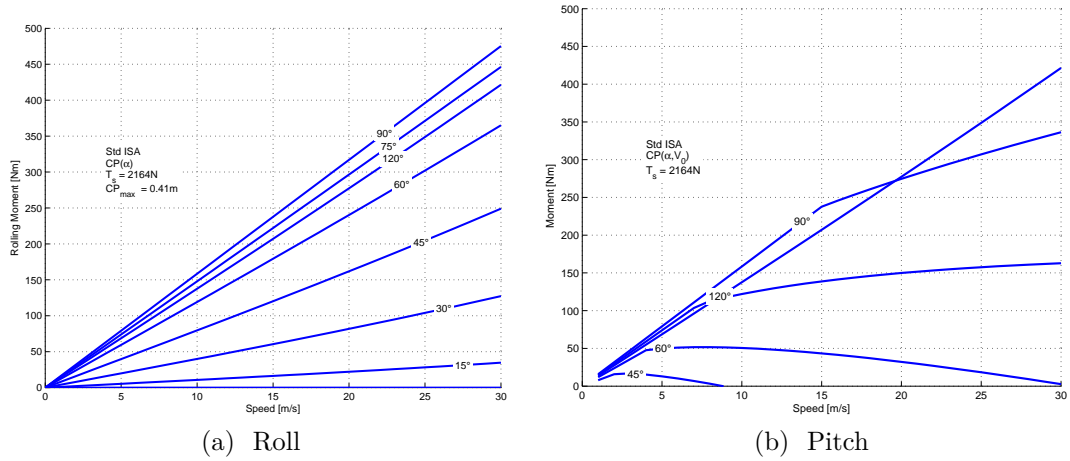 500
450
400
350
300
250
200
150
100
50
0
Rolling Moment [Nm]
Std ISA
CP(α)
T_s = 2164N
CP_max = 0.41m
90°
75°
120°
60°
45°
30°
15°
0 5 10 15 20 25 30
Speed [m/s]
(a) Roll
500
450
400
350
300
250
200
150
100
50
0
Moment [Nm]
Std ISA
CP(α,V_0)
T_s = 2164N
90°
120°
60°
45°
0 5 10 15 20 25 30
Speed [m/s]
(b) Pitch